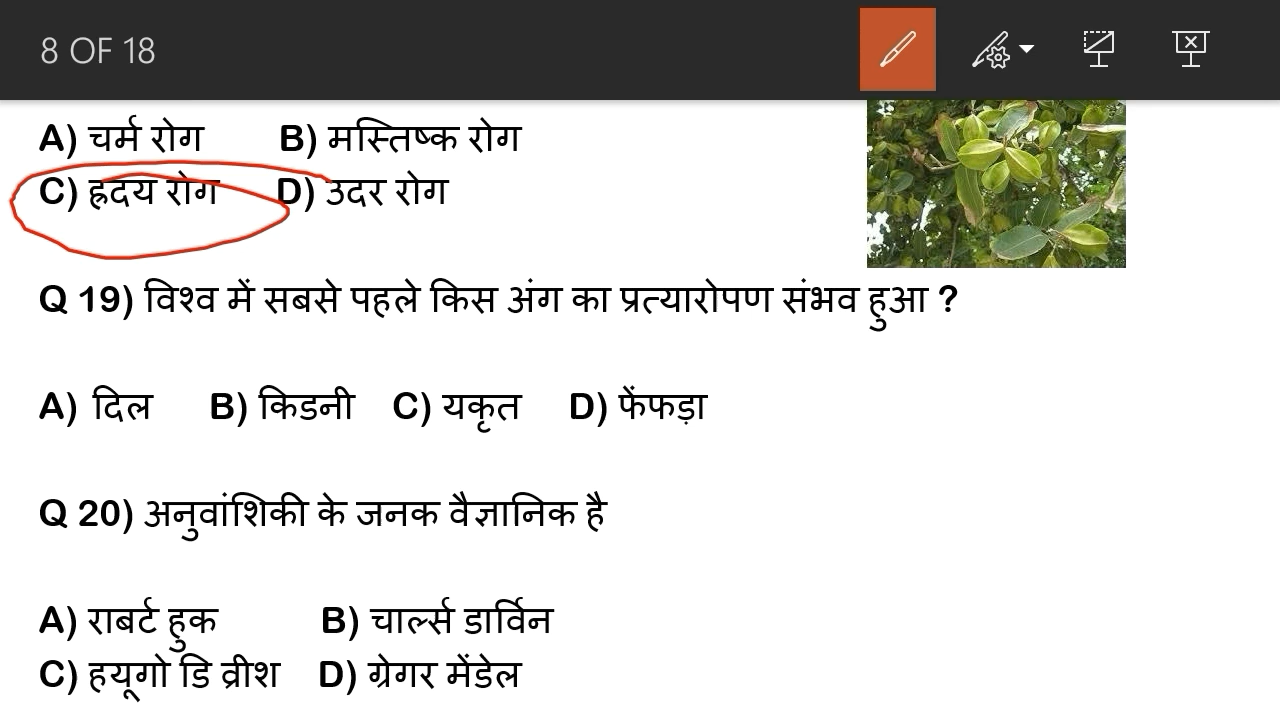 8 OF 18
A) चर्म रोग B) मस्तिष्क रोग
C) ह्रदय रोग D) उदर रोग
Q 19) विश्व में सबसे पहले किस अंग का प्रत्यारोपण संभव हुआ ?
A) दिल B) किडनी C) यकृत D) फेंफड़ा
Q 20) अनुवांशिकी के जनक वैज्ञानिक है
A) राबर्ट हुक B) चार्ल्स डार्विन
C) हयूगो डि व्रीश D) ग्रेगर मेंडेल